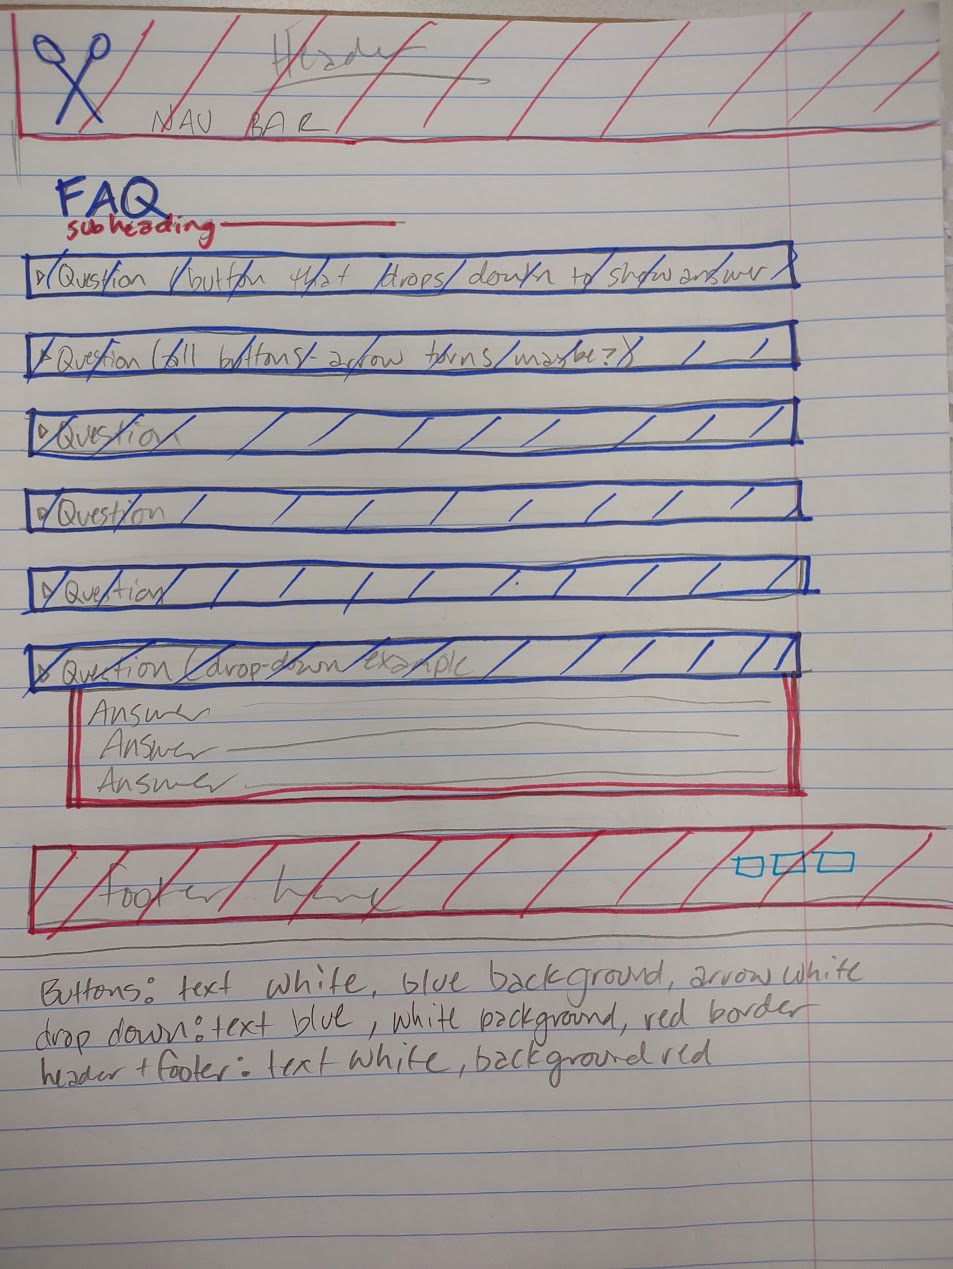 Header
NAV BAR
FAQ
subheading
Question (button that drops down to show answer
Question (all buttons - arrow turns maybe?)
Question
Question
Question
Question (drop-down example
Answer
Answer
Answer
footer here
Buttons: text white, blue background, arrow white
drop down: text blue, white background, red border
header + footer: text white, background red